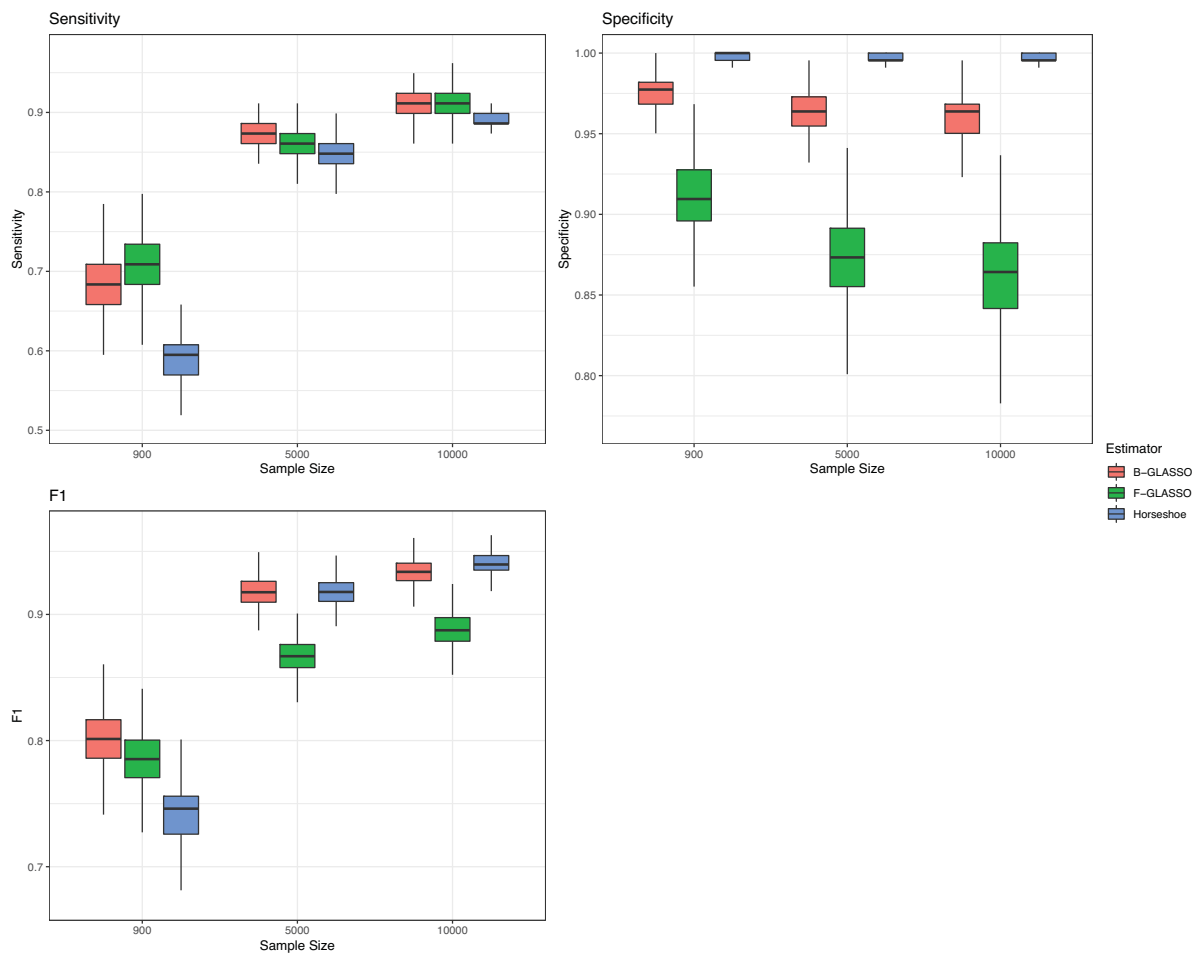 Sensitivity
Sensitivity
0.9
0.8
0.7
0.6
0.5
900
5000
10000
Sample Size
Specificity
Specificity
1.00
0.95
0.90
0.85
0.80
900
5000
10000
Sample Size
Estimator
B−GLASSO
F−GLASSO
Horseshoe
F1
F1
0.9
0.8
0.7
900
5000
10000
Sample Size